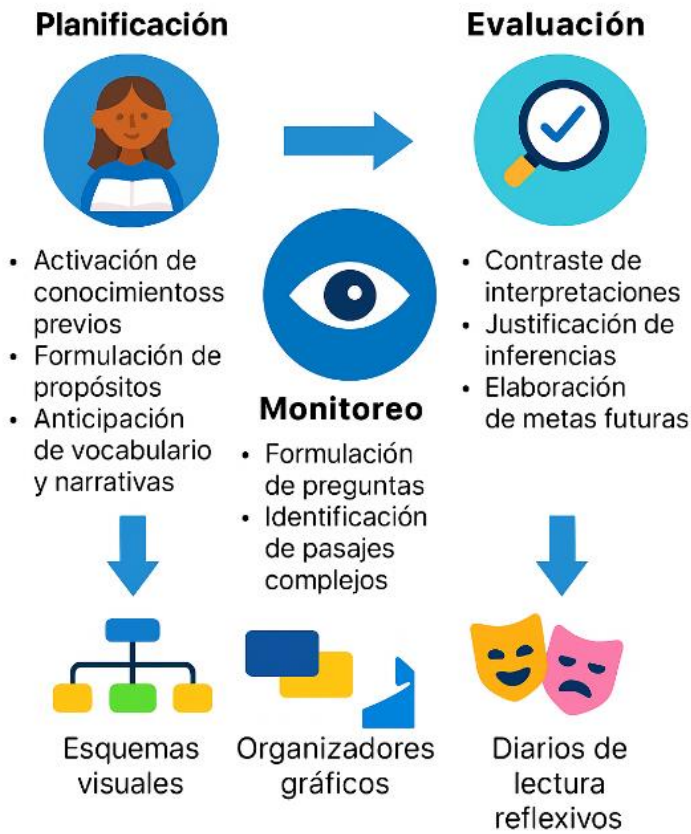 Planificación
Activación de
conocimientoss
previos
Formulación de
propósitos
Anticipación
de vocabulario
y narrativas
Esquemas
visuales
Monitoreo
Formulación
de preguntas
Identificación
de pasajes
complejos
Organizadores
gráficos
Evaluación
Contraste de
interpretaciones
Justificación de
inferencias
Elaboración
de metas futuras
Diarios de
lectura
reflexivos